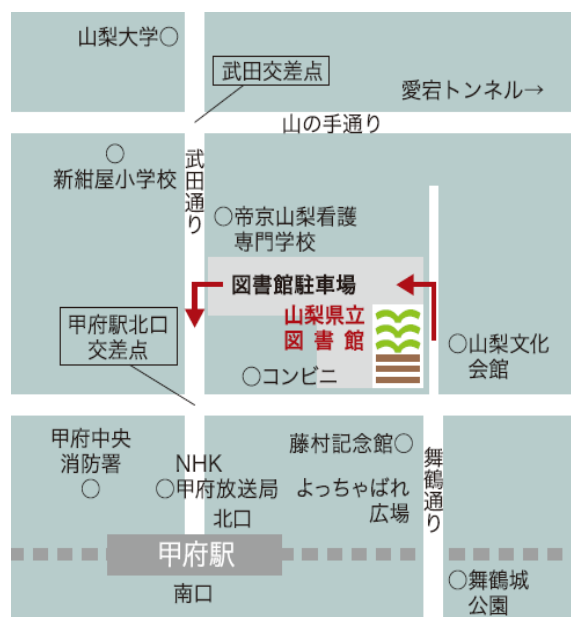 山梨大学○
武田交差点
愛宕トンネル→
山の手通り
○
新紺屋小学校
武田通り
○帝京山梨看護
専門学校
図書館駐車場
山梨県立
図書館
甲府駅北口
交差点
○山梨文化
会館
○コンビニ
甲府中央
消防署
○
NHK
○甲府放送局
北口
藤村記念館○
よっちゃばれ
広場
舞鶴通り
甲府駅
南口
○舞鶴城
公園